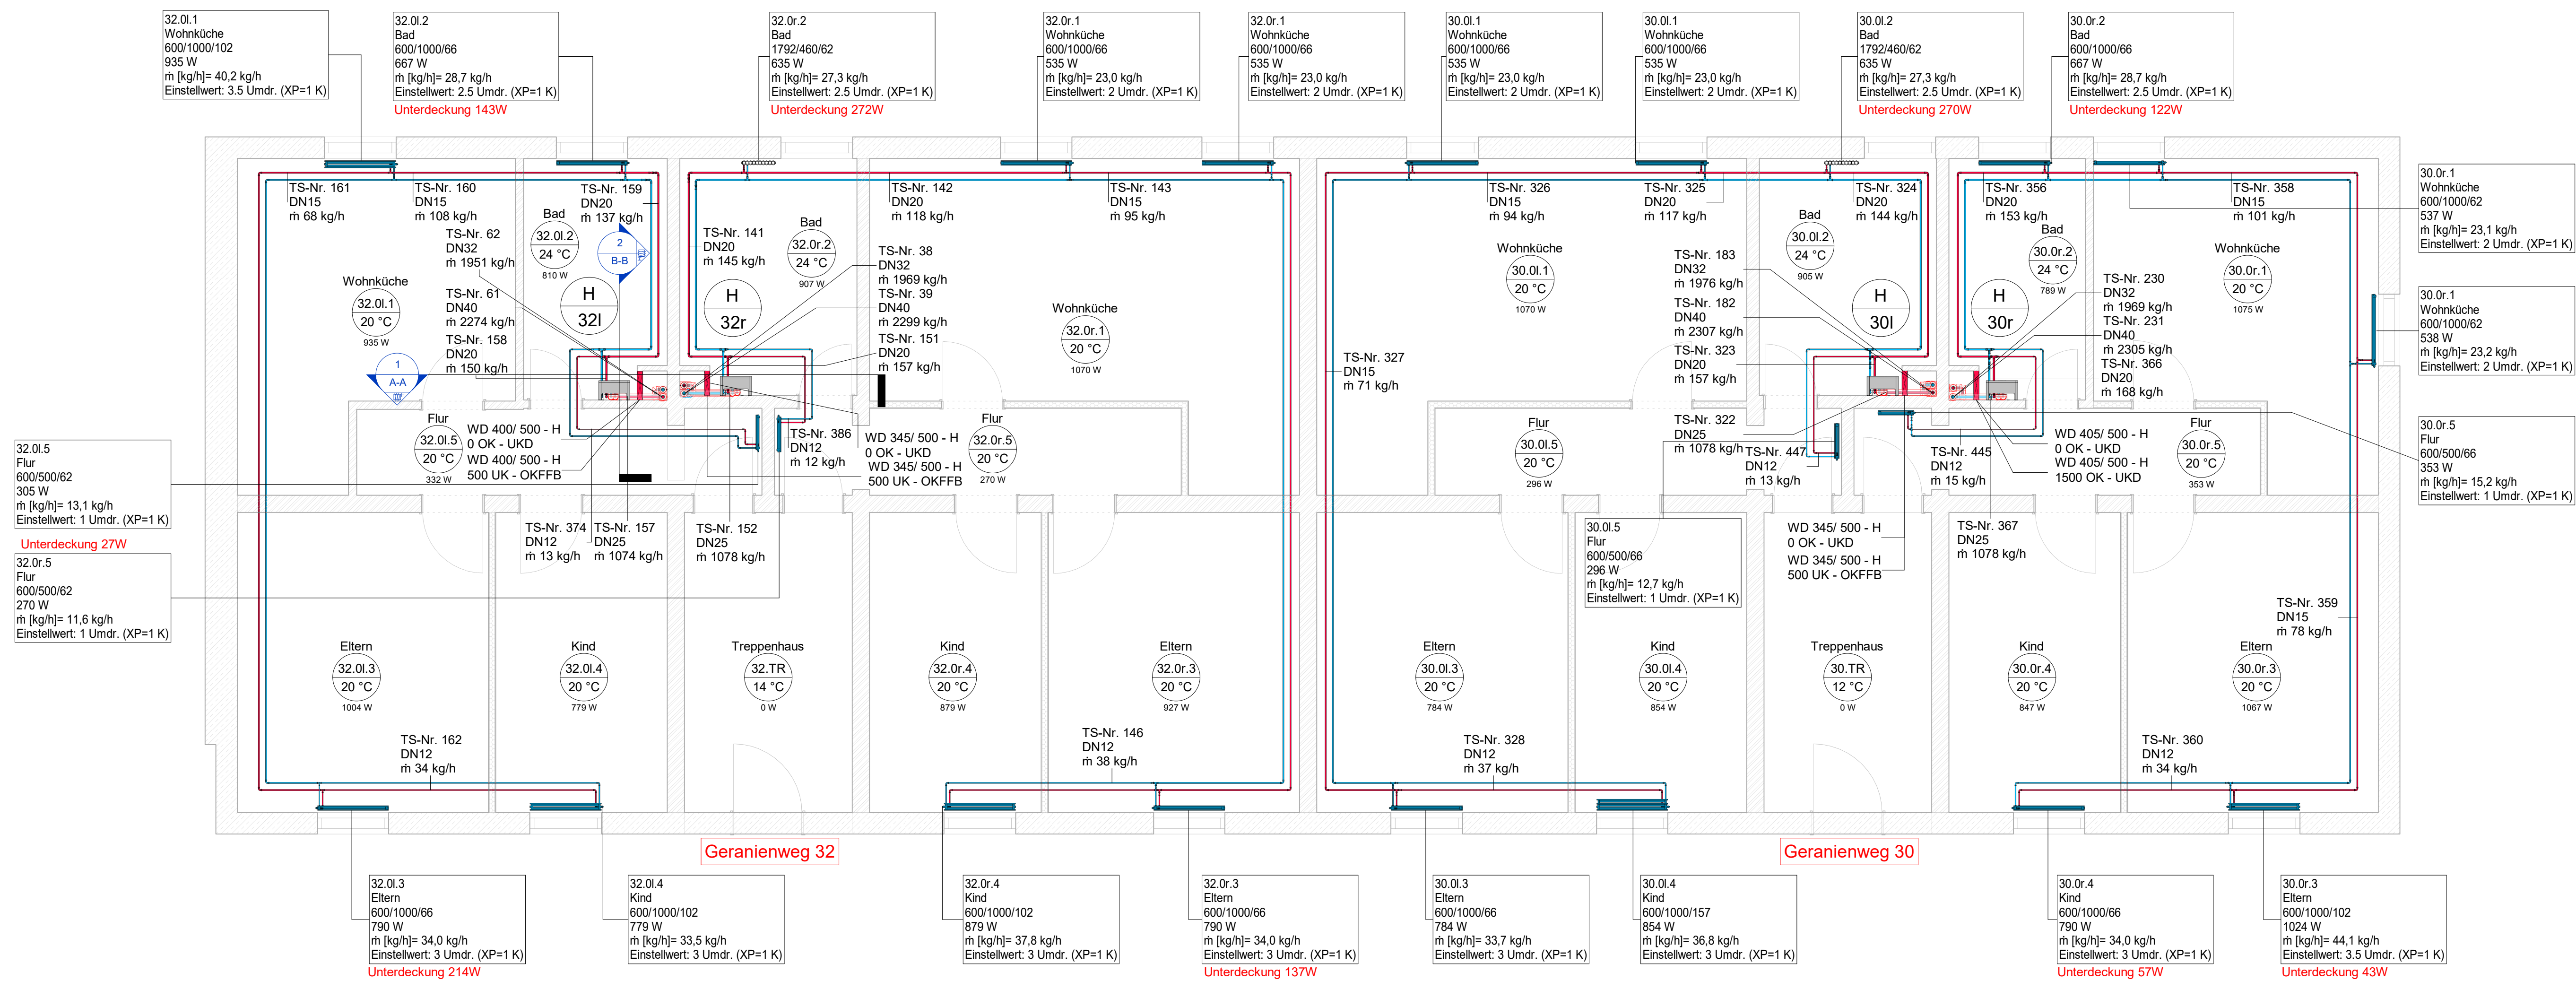 32.0l.1
Wohnküche
600/1000/102
935 W
ṁ [kg/h]= 40,2 kg/h
Einstellwert: 3.5 Umdr. (XP=1 K)
32.0l.2
Bad
600/1000/66
667 W
ṁ [kg/h]= 28,7 kg/h
Einstellwert: 2.5 Umdr. (XP=1 K)
Unterdeckung 143W
32.0r.2
Bad
1792/460/62
635 W
ṁ [kg/h]= 27,3 kg/h
Einstellwert: 2.5 Umdr. (XP=1 K)
Unterdeckung 272W
32.0r.1
Wohnküche
600/1000/66
535 W
ṁ [kg/h]= 23,0 kg/h
Einstellwert: 2 Umdr. (XP=1 K)
32.0r.1
Wohnküche
600/1000/66
535 W
ṁ [kg/h]= 23,0 kg/h
Einstellwert: 2 Umdr. (XP=1 K)
30.0l.1
Wohnküche
600/1000/66
535 W
ṁ [kg/h]= 23,0 kg/h
Einstellwert: 2 Umdr. (XP=1 K)
30.0l.1
Wohnküche
600/1000/66
535 W
ṁ [kg/h]= 23,0 kg/h
Einstellwert: 2 Umdr. (XP=1 K)
30.0l.2
Bad
1792/460/62
635 W
ṁ [kg/h]= 27,3 kg/h
Einstellwert: 2.5 Umdr. (XP=1 K)
Unterdeckung 270W
30.0r.2
Bad
600/1000/66
667 W
ṁ [kg/h]= 28,7 kg/h
Einstellwert: 2.5 Umdr. (XP=1 K)
Unterdeckung 122W
TS-Nr. 161
DN15
ṁ 68 kg/h
TS-Nr. 160
DN15
ṁ 108 kg/h
TS-Nr. 159
DN20
ṁ 137 kg/h
TS-Nr. 62
DN32
ṁ 1951 kg/h
TS-Nr. 61
DN40
ṁ 2274 kg/h
TS-Nr. 158
DN20
ṁ 150 kg/h
Bad
32.0l.2
24 °C
810 W
2
B-B
H
32l
Wohnküche
32.0l.1
20 °C
935 W
1
A-A
TS-Nr. 141
DN20
ṁ 145 kg/h
Bad
32.0r.2
24 °C
907 W
H
32r
TS-Nr. 142
DN20
ṁ 118 kg/h
TS-Nr. 143
DN15
ṁ 95 kg/h
TS-Nr. 38
DN32
ṁ 1969 kg/h
TS-Nr. 39
DN40
ṁ 2299 kg/h
TS-Nr. 151
DN20
ṁ 157 kg/h
Wohnküche
32.0r.1
20 °C
1070 W
TS-Nr. 326
DN15
ṁ 94 kg/h
TS-Nr. 325
DN20
ṁ 117 kg/h
TS-Nr. 324
DN20
ṁ 144 kg/h
Wohnküche
30.0l.1
20 °C
1070 W
TS-Nr. 327
DN15
ṁ 71 kg/h
TS-Nr. 183
DN32
ṁ 1976 kg/h
TS-Nr. 182
DN40
ṁ 2307 kg/h
TS-Nr. 323
DN20
ṁ 157 kg/h
Bad
30.0l.2
24 °C
905 W
H
30l
TS-Nr. 356
DN20
ṁ 153 kg/h
Bad
30.0r.2
24 °C
789 W
H
30r
TS-Nr. 358
DN15
ṁ 101 kg/h
Wohnküche
30.0r.1
20 °C
1075 W
TS-Nr. 230
DN32
ṁ 1969 kg/h
TS-Nr. 231
DN40
ṁ 2305 kg/h
TS-Nr. 366
DN20
ṁ 168 kg/h
30.0r.1
Wohnküche
600/1000/62
537 W
ṁ [kg/h]= 23,1 kg/h
Einstellwert: 2 Umdr. (XP=1 K)
30.0r.1
Wohnküche
600/1000/62
538 W
ṁ [kg/h]= 23,2 kg/h
Einstellwert: 2 Umdr. (XP=1 K)
30.0r.5
Flur
600/500/66
353 W
ṁ [kg/h]= 15,2 kg/h
Einstellwert: 1 Umdr. (XP=1 K)
32.0l.5
Flur
600/500/62
305 W
ṁ [kg/h]= 13,1 kg/h
Einstellwert: 1 Umdr. (XP=1 K)
Unterdeckung 27W
32.0r.5
Flur
600/500/62
270 W
ṁ [kg/h]= 11,6 kg/h
Einstellwert: 1 Umdr. (XP=1 K)
Flur
32.0l.5
20 °C
332 W
WD 400/ 500 - H
0 OK - UKD
WD 400/ 500 - H
500 UK - OKFFB
TS-Nr. 374
DN12
ṁ 13 kg/h
TS-Nr. 157
DN25
ṁ 1074 kg/h
TS-Nr. 152
DN25
ṁ 1078 kg/h
TS-Nr. 386
DN12
ṁ 12 kg/h
WD 345/ 500 - H
0 OK - UKD
WD 345/ 500 - H
500 UK - OKFFB
Flur
32.0r.5
20 °C
270 W
Flur
30.0l.5
20 °C
296 W
TS-Nr. 322
DN25
ṁ 1078 kg/h
TS-Nr. 447
DN12
ṁ 13 kg/h
30.0l.5
Flur
600/500/66
296 W
ṁ [kg/h]= 12,7 kg/h
Einstellwert: 1 Umdr. (XP=1 K)
WD 345/ 500 - H
0 OK - UKD
WD 345/ 500 - H
500 UK - OKFFB
TS-Nr. 445
DN12
ṁ 15 kg/h
TS-Nr. 367
DN25
ṁ 1078 kg/h
WD 405/ 500 - H
0 OK - UKD
WD 405/ 500 - H
1500 OK - UKD
Flur
30.0r.5
20 °C
353 W
TS-Nr. 359
DN15
ṁ 78 kg/h
Eltern
32.0l.3
20 °C
1004 W
Kind
32.0l.4
20 °C
779 W
Treppenhaus
32.TR
14 °C
0 W
Kind
32.0r.4
20 °C
879 W
Eltern
32.0r.3
20 °C
927 W
Eltern
30.0l.3
20 °C
784 W
Kind
30.0l.4
20 °C
854 W
Treppenhaus
30.TR
12 °C
0 W
Kind
30.0r.4
20 °C
847 W
Eltern
30.0r.3
20 °C
1067 W
TS-Nr. 162
DN12
ṁ 34 kg/h
TS-Nr. 146
DN12
ṁ 38 kg/h
TS-Nr. 328
DN12
ṁ 37 kg/h
TS-Nr. 360
DN12
ṁ 34 kg/h
Geranienweg 32
Geranienweg 30
32.0l.3
Eltern
600/1000/66
790 W
ṁ [kg/h]= 34,0 kg/h
Einstellwert: 3 Umdr. (XP=1 K)
Unterdeckung 214W
32.0l.4
Kind
600/1000/102
779 W
ṁ [kg/h]= 33,5 kg/h
Einstellwert: 3 Umdr. (XP=1 K)
32.0r.4
Kind
600/1000/102
879 W
ṁ [kg/h]= 37,8 kg/h
Einstellwert: 3 Umdr. (XP=1 K)
32.0r.3
Eltern
600/1000/66
790 W
ṁ [kg/h]= 34,0 kg/h
Einstellwert: 3 Umdr. (XP=1 K)
Unterdeckung 137W
30.0l.3
Eltern
600/1000/66
784 W
ṁ [kg/h]= 33,7 kg/h
Einstellwert: 3 Umdr. (XP=1 K)
30.0l.4
Kind
600/1000/157
854 W
ṁ [kg/h]= 36,8 kg/h
Einstellwert: 3 Umdr. (XP=1 K)
30.0r.4
Kind
600/1000/66
790 W
ṁ [kg/h]= 34,0 kg/h
Einstellwert: 3 Umdr. (XP=1 K)
Unterdeckung 57W
30.0r.3
Eltern
600/1000/102
1024 W
ṁ [kg/h]= 44,1 kg/h
Einstellwert: 3.5 Umdr. (XP=1 K)
Unterdeckung 43W